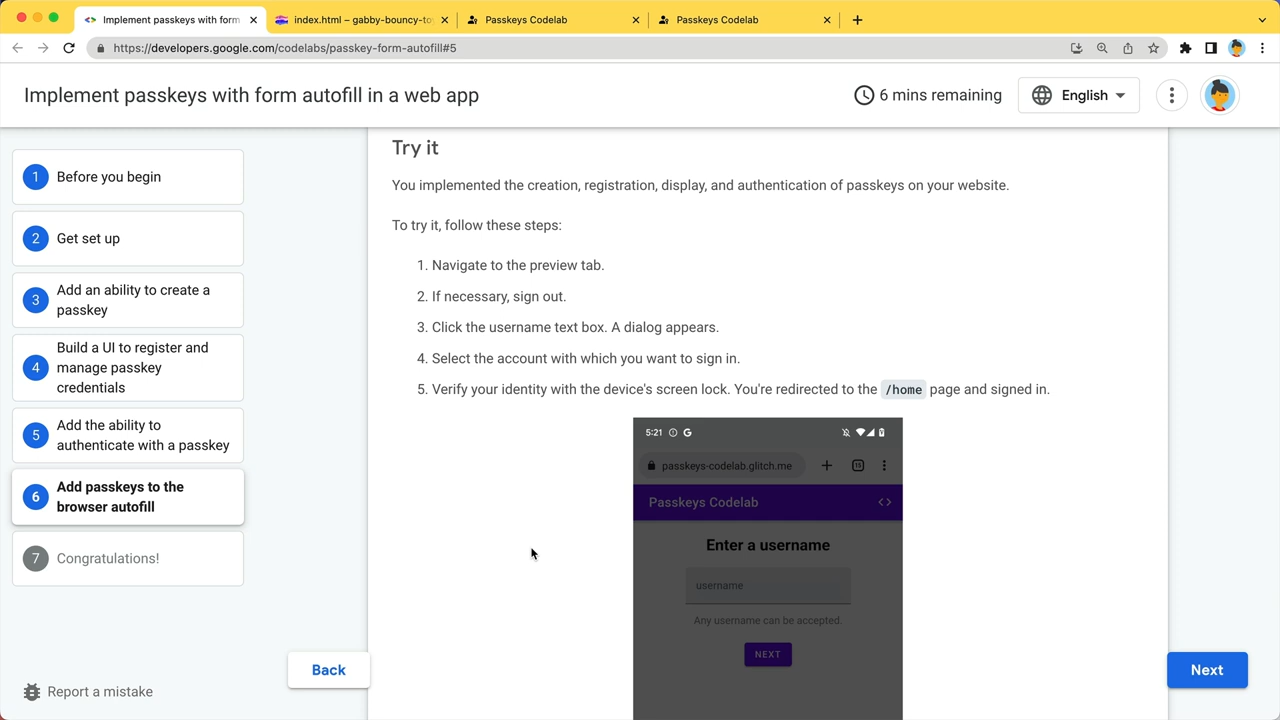 Implement passkeys with form
index.html – gabby-bouncy-to
Passkeys Codelab
Passkeys Codelab
https://developers.google.com/codelabs/passkey-form-autofill#5
Implement passkeys with form autofill in a web app
6 mins remaining
English
1 Before you begin
2 Get set up
3 Add an ability to create a
passkey
4 Build a UI to register and
manage passkey
credentials
5 Add the ability to
authenticate with a passkey
6 Add passkeys to the
browser autofill
7 Congratulations!
Report a mistake
Try it
You implemented the creation, registration, display, and authentication of passkeys on your website.
To try it, follow these steps:
1. Navigate to the preview tab.
2. If necessary, sign out.
3. Click the username text box. A dialog appears.
4. Select the account with which you want to sign in.
5. Verify your identity with the device's screen lock. You're redirected to the /home page and signed in.
5:21 G
passkeys-codelab.glitch.me
Passkeys Codelab
Enter a username
username
Any username can be accepted.
NEXT
Back
Next